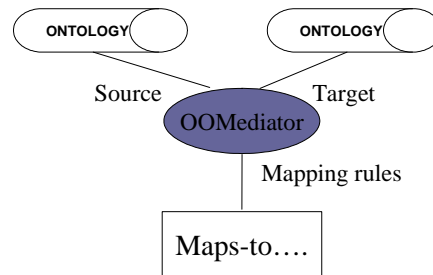 ONTOLOGY
ONTOLOGY
Source
Target
OOMediator
Mapping rules
Maps-to….